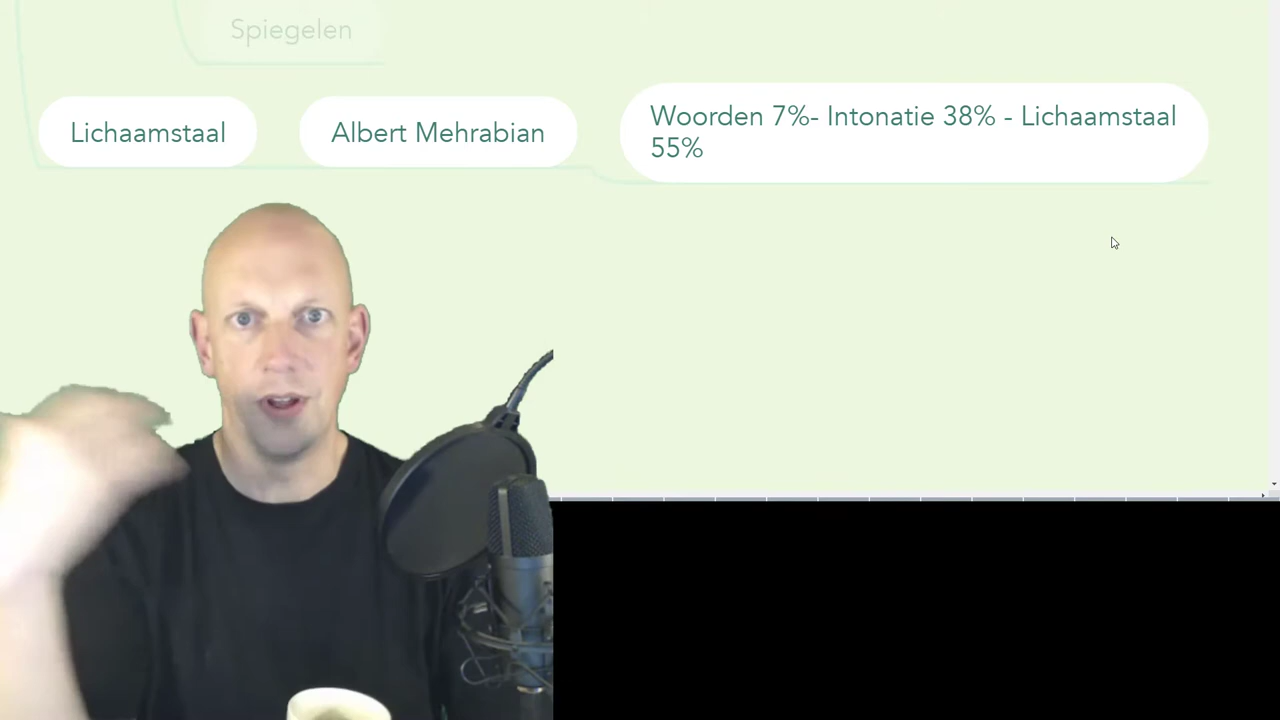 Spiegelen
Lichaamstaal
Albert Mehrabian
Woorden 7%- Intonatie 38% - Lichaamstaal
55%